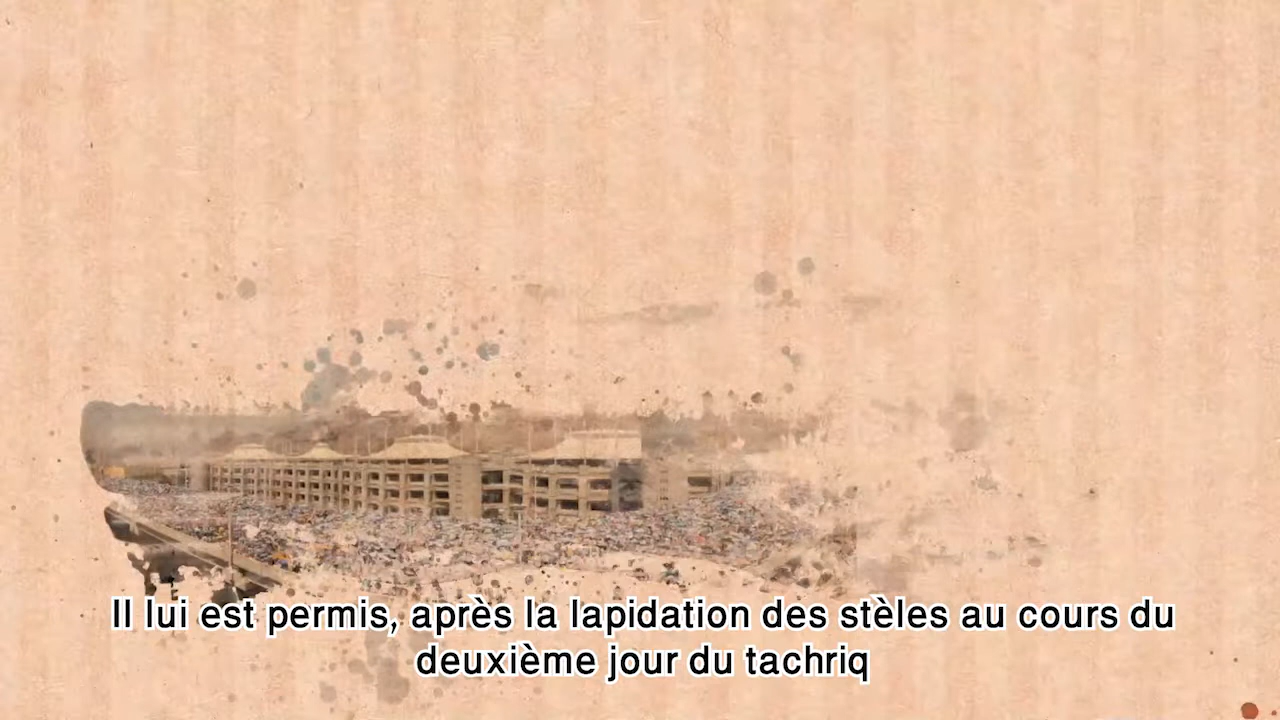 Il lui est permis, après la lapidation des stèles au cours du
deuxième jour du tachriq